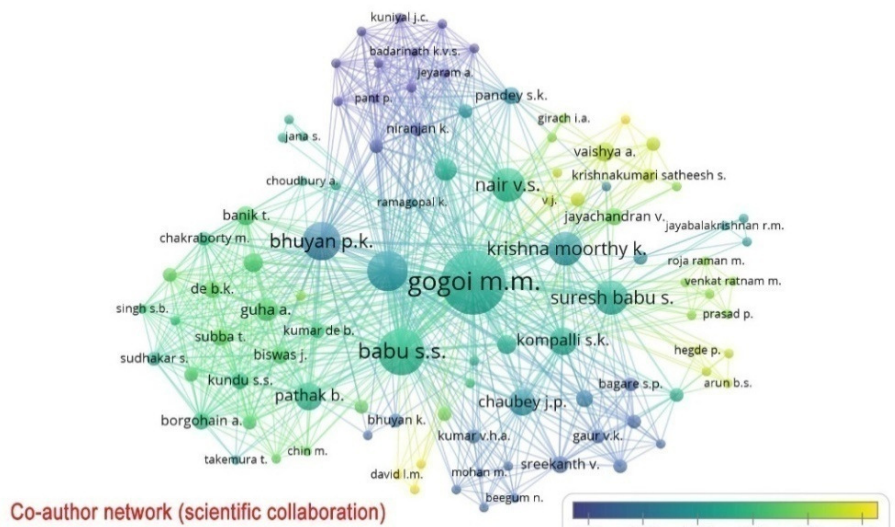 kuniyal j.c.
badarinath k.v.s.
jeyaram a.
pant p.
pandey s.k.
niranjan k.
girach i.a.
jana s.
vaishya a.
choudhury a.
nair v.s.
krishnakumari satheesh s.
ramagopal k.
v j.
banik t.
jayachandran v.
jayabalakrishnan r.m.
chakraborty m.
bhuyan p.k.
krishna moorthy k.
roja raman m.
gogoi m.m.
venkat ratnam m.
de b.k.
suresh babu s.
singh s.b.
guha a.
prasad p.
subba t.
kumar de b.
kompalli s.k.
sudhakar s.
biswas j.
babu s.s.
hegde p.
kundu s.s.
bagare s.p.
arun b.s.
pathak b.
chaubey j.p.
borgohain a.
bhuyan k.
kumar v.h.a.
gaur v.k.
takemura t.
chin m.
david l.m.
mohan m.
sreekanth v.
beegum n.
Co-author network (scientific collaboration)